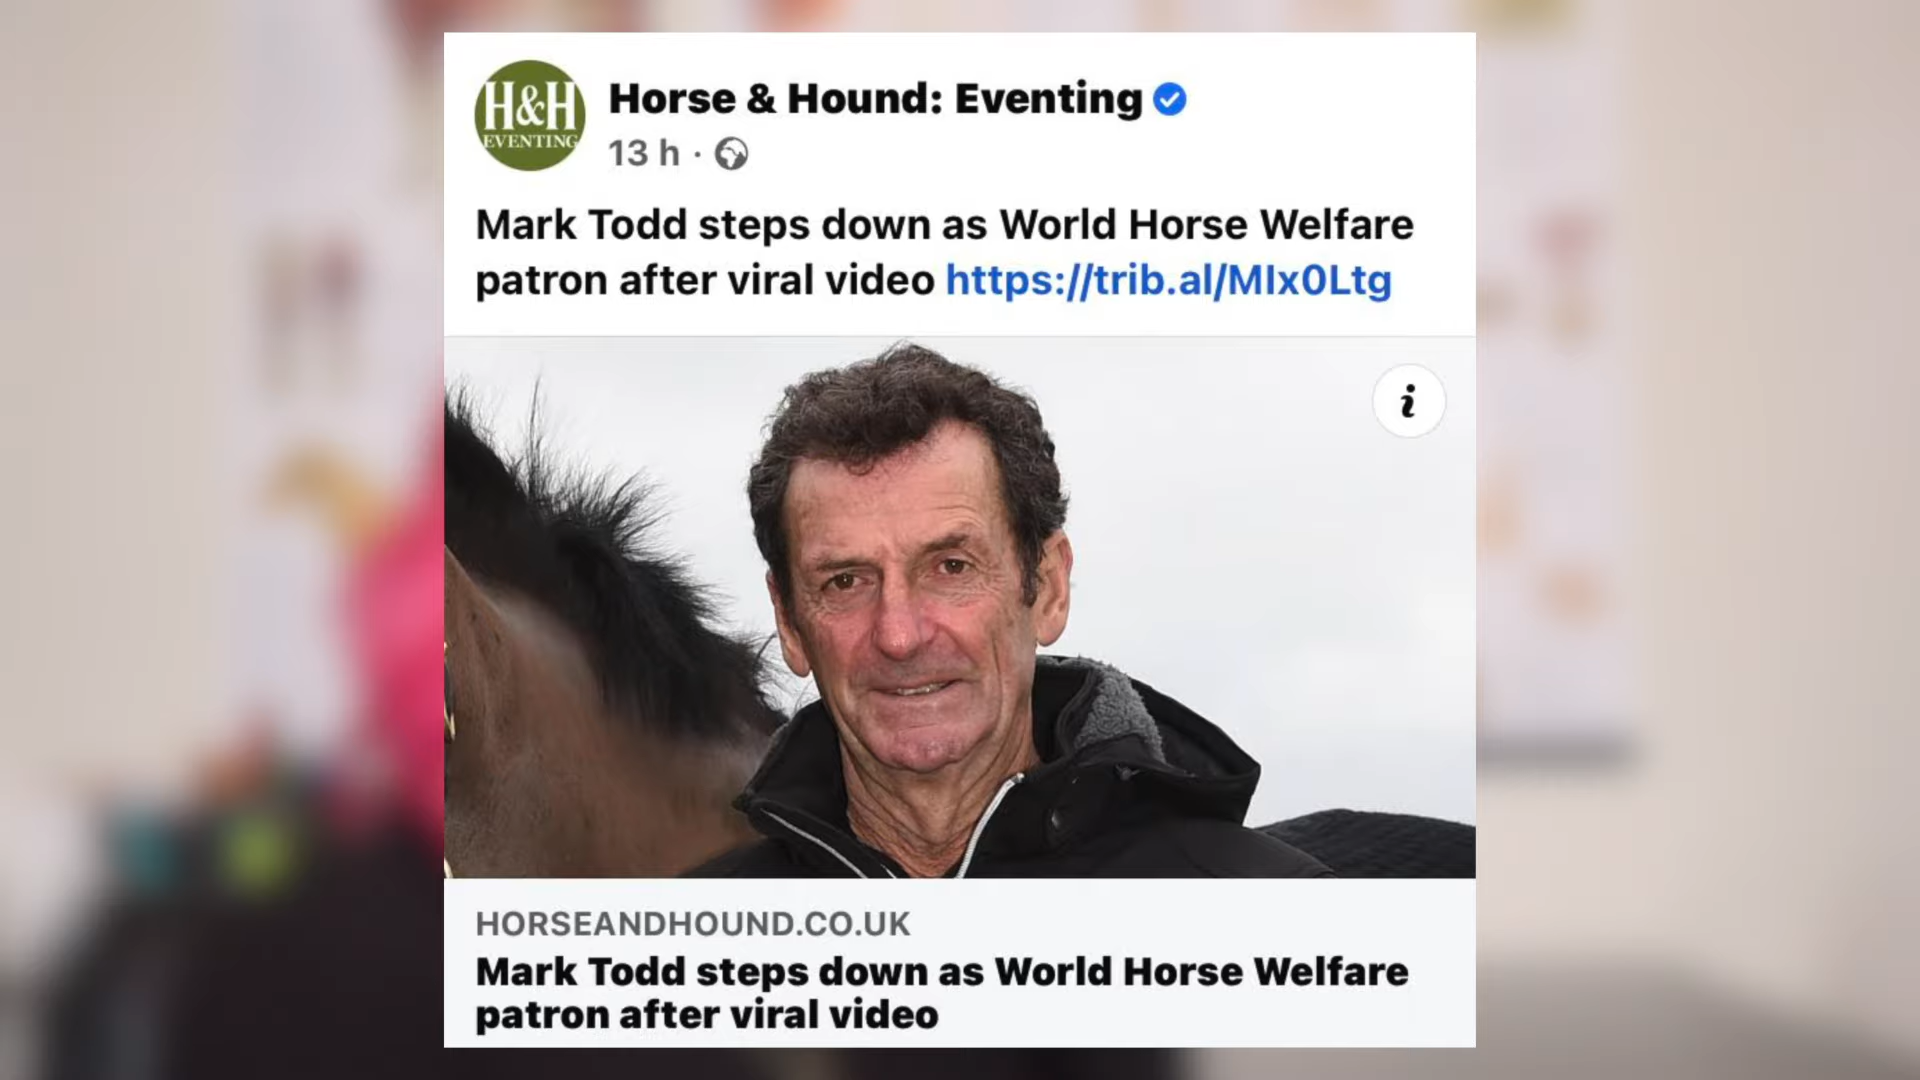 H&H
EVENTING
Horse & Hound: Eventing
13 h ·
Mark Todd steps down as World Horse Welfare
patron after viral video https://trib.al/MIx0Ltg
i
HORSEANDHOUND.CO.UK
Mark Todd steps down as World Horse Welfare
patron after viral video